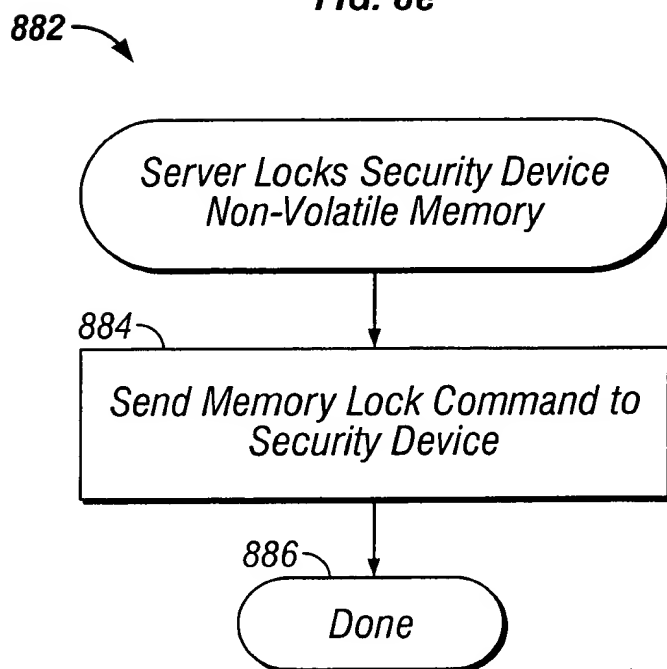 882
Server Locks Security Device
Non-Volatile Memory
884
Send Memory Lock Command to
Security Device
886
Done